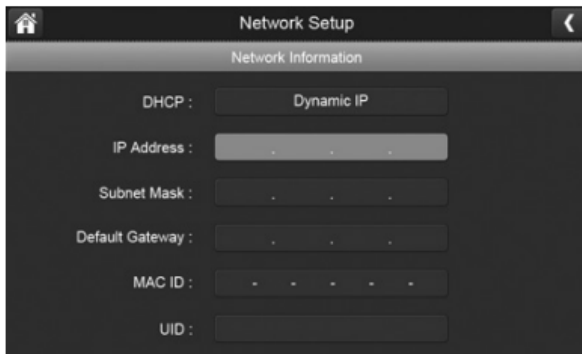 Network Setup
Network Information
DHCP : Dynamic IP
IP Address : . . .
Subnet Mask : . . .
Default Gateway : . . .
MAC ID : - - - - -
UID :